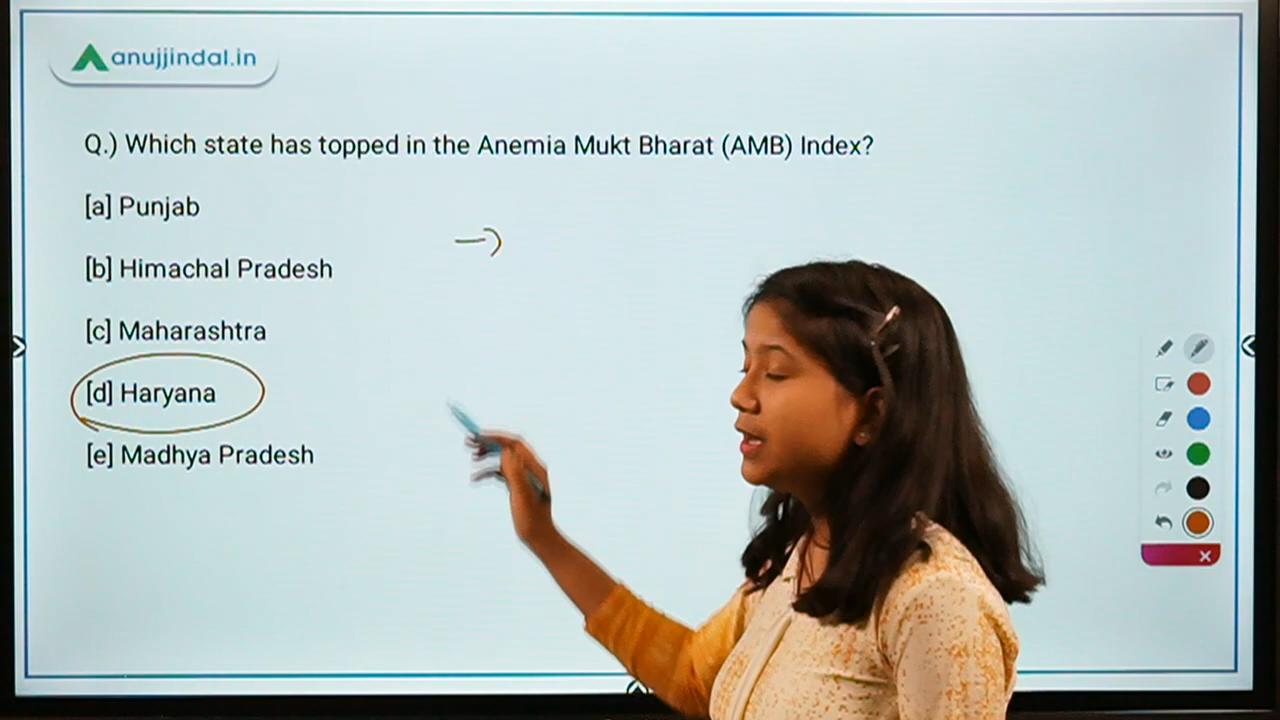 anujjindal.in
Q.) Which state has topped in the Anemia Mukt Bharat (AMB) Index?
[a] Punjab
[b] Himachal Pradesh
[c] Maharashtra
[d] Haryana
[e] Madhya Pradesh